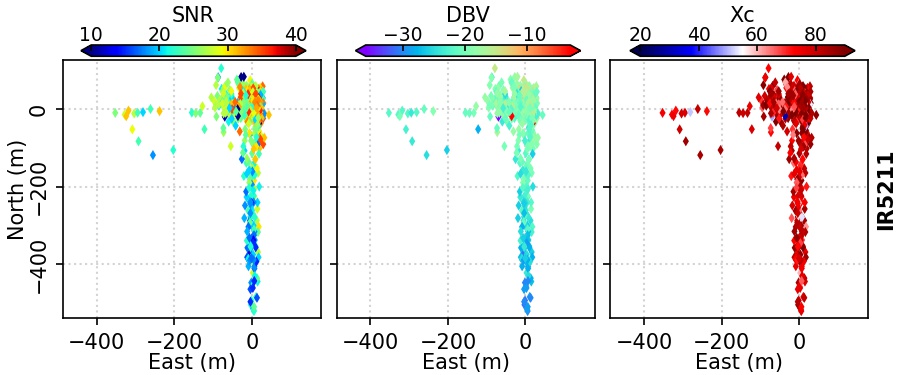 SNR DBV Xc
10 20 30 40 −30 −20 −10 20 40 60 80
0
−200
−400
North (m)
IR5211
−400 −200 0 −400 −200 0 −400 −200 0
East (m) East (m) East (m)